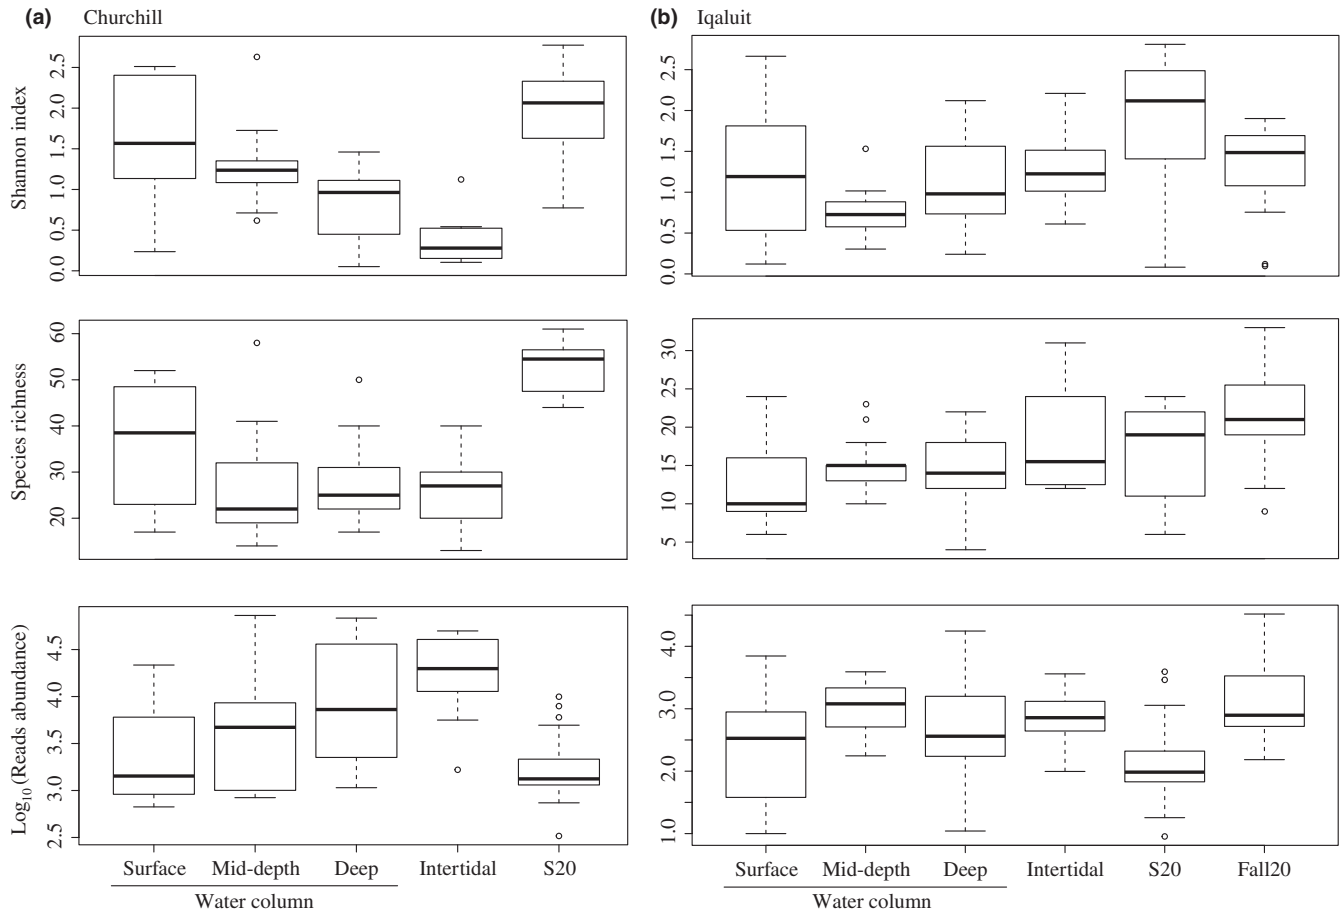 (a) Churchill
(b) Iqaluit
Shannon index
0.0 0.5 1.0 1.5 2.0 2.5
0.0 0.5 1.0 1.5 2.0 2.5
Species richness
20 30 40 50 60
5 10 15 20 25 30
Log10 (Reads abundance)
2.5 3.0 3.5 4.0 4.5
1.0 2.0 3.0 4.0
Surface Mid-depth Deep Intertidal S20
Water column
Surface Mid-depth Deep Intertidal S20 Fall20
Water column